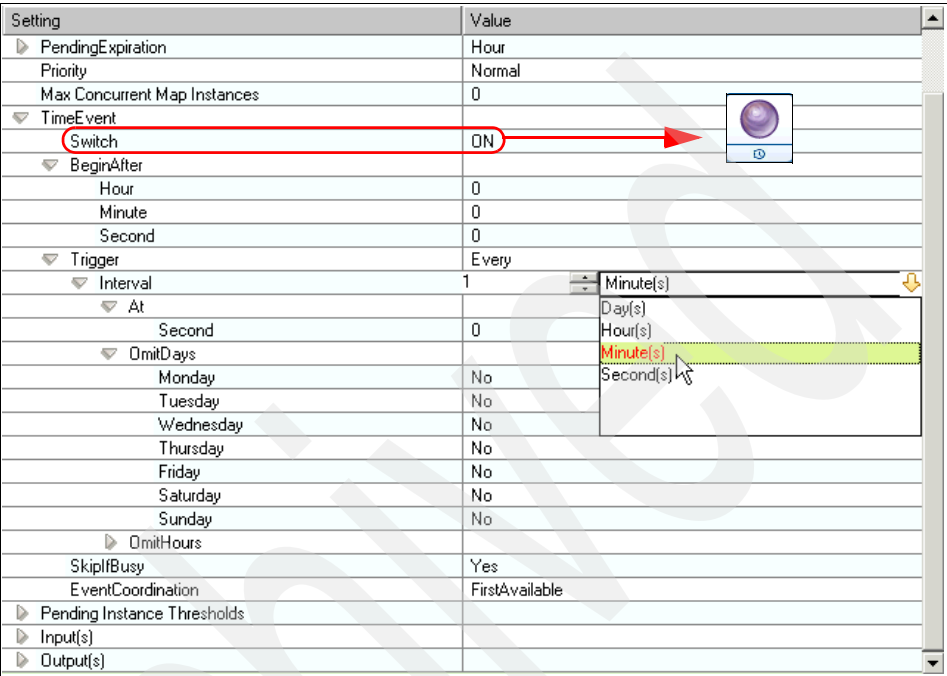 Setting Value
PendingExpiration Hour
Priority Normal
Max Concurrent Map Instances 0
TimeEvent
Switch ON
BeginAfter
Hour 0
Minute 0
Second 0
Trigger Every
Interval 1 Minute(s)
At Day(s)
Hour(s)
Second 0
OmitDays Minute(s)
Monday No Second(s)
Tuesday No
Wednesday No
Thursday No
Friday No
Saturday No
Sunday No
OmitHours
SkipIfBusy Yes
EventCoordination FirstAvailable
Pending Instance Thresholds
Input(s)
Output(s)